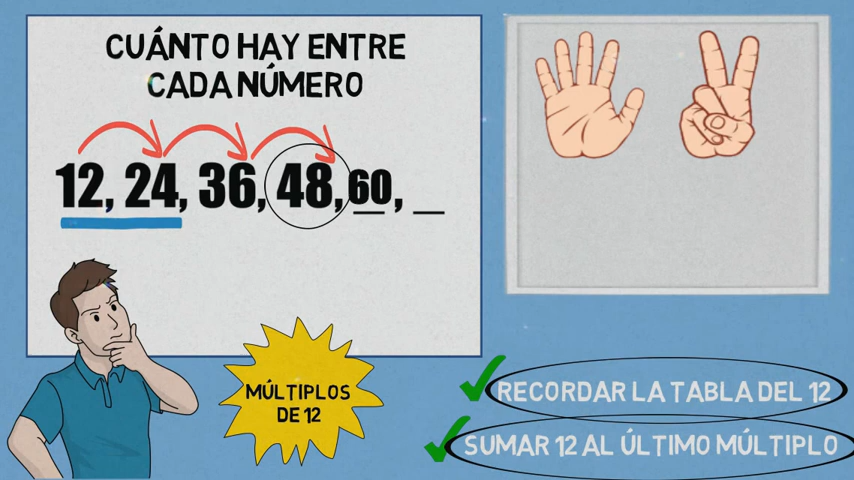 CUÁNTO HAY ENTRE
CADA NÚMERO
12, 24, 36, 48, 60, __
MÚLTIPLOS
DE 12
RECORDAR LA TABLA DEL 12
SUMAR 12 AL ÚLTIMO MÚLTIPLO